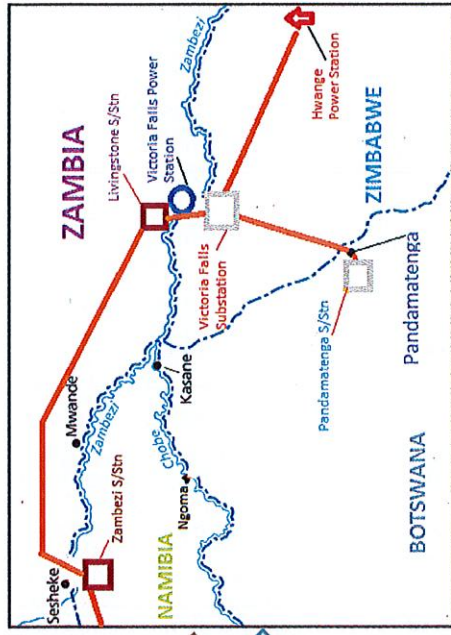 Sesheke
Mwande
ZAMBIA
Zambezi S/Stn
Zambezi
Livingstone S/Stn
Victoria Falls Power
Station
Zambezi
NAMIBIA
Chobe
Ngoma
Kasane
Victoria Falls
Substation
Hwange
Power Station
Pandamatenga S/Stn
ZIMBABWE
Pandamatenga
BOTSWANA